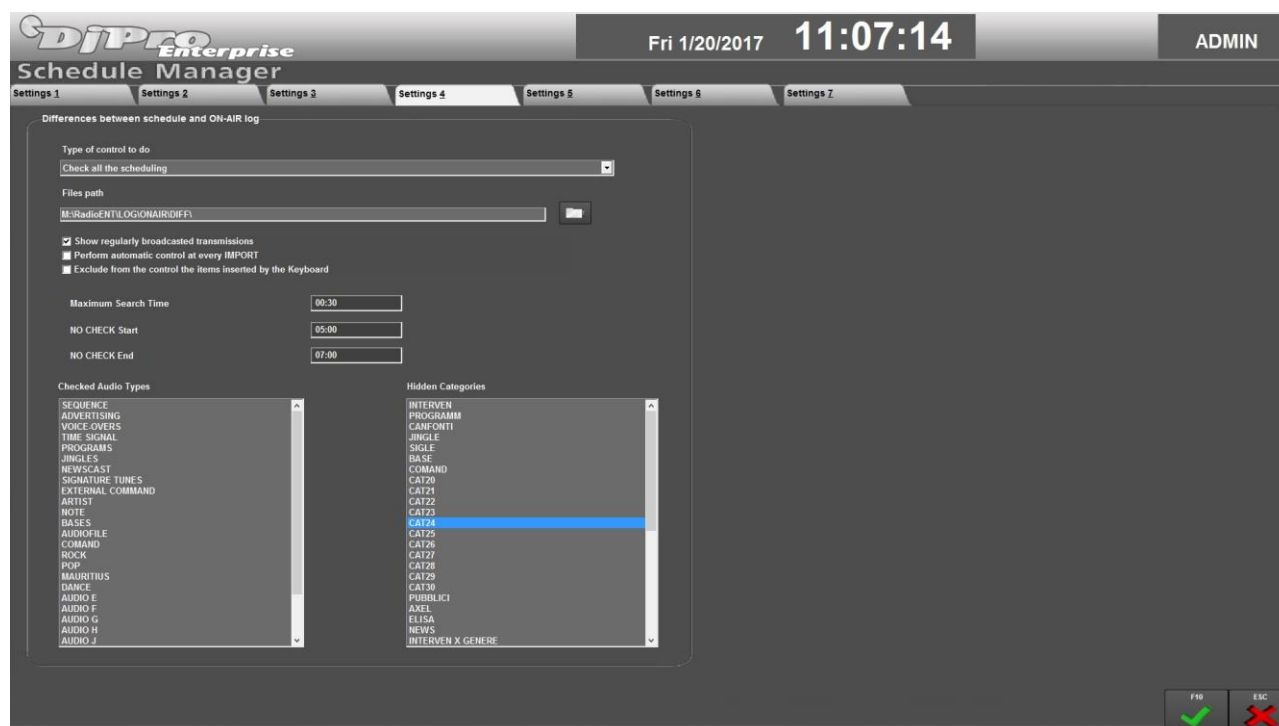 DJPro
Enterprise
Fri 1/20/2017 11:07:14 ADMIN
Schedule Manager
Settings 1 Settings 2 Settings 3 Settings 4 Settings 5 Settings 6 Settings 7
Differences between schedule and ON-AIR log
Type of control to do
Check all the scheduling
Files path
M:\RadioENT\LOG\ONAIR\DIFF\
Show regularly broadcasted transmissions
Perform automatic control at every IMPORT
Exclude from the control the items inserted by the Keyboard
Maximum Search Time 00:30
NO CHECK Start 05:00
NO CHECK End 07:00
Checked Audio Types
SEQUENCE
ADVERTISING
VOICE-OVERS
TIME SIGNAL
PROGRAMS
JINGLES
NEWSCAST
SIGNATURE TUNES
EXTERNAL COMMAND
ARTIST
NOTE
BASES
AUDIOFILE
COMAND
ROCK
POP
MAURITIUS
DANCE
AUDIO E
AUDIO F
AUDIO G
AUDIO H
AUDIO J
Hidden Categories
INTERVEN
PROGRAMM
CANFONTI
JINGLE
SIGLE
BASE
COMAND
CAT20
CAT21
CAT22
CAT23
CAT24
CAT25
CAT26
CAT27
CAT28
CAT29
CAT30
PUBBLICI
AXEL
ELISA
NEWS
INTERVEN X GENERE
F10 ESC